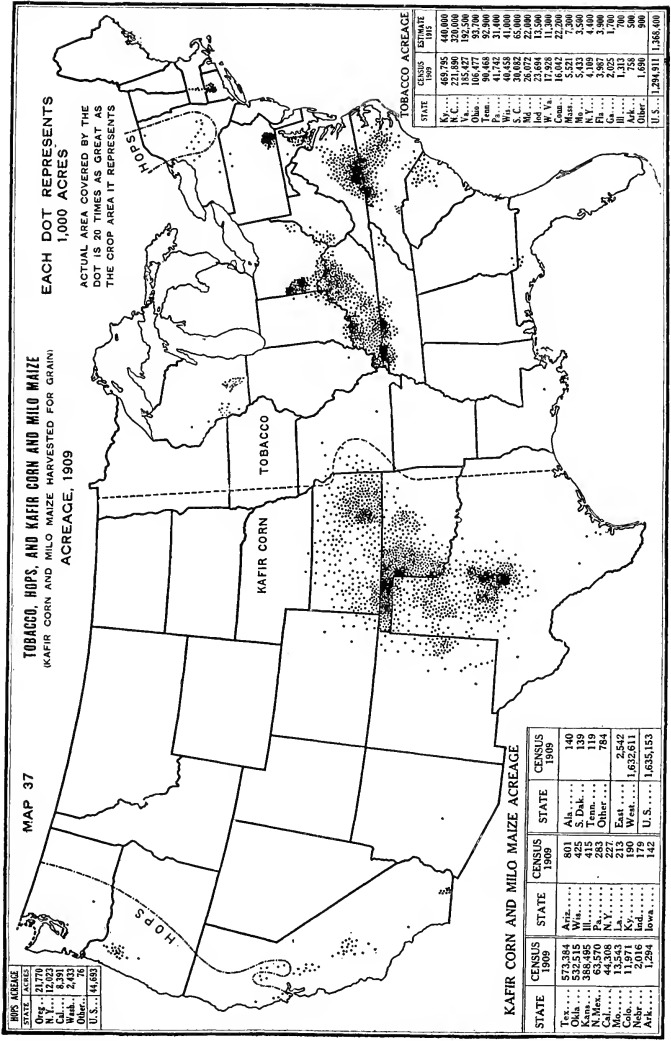 MAP 37
TOBACCO, HOPS, AND KAFIR CORN AND MILO MAIZE
(KAFIR CORN AND MILO MAIZE HARVESTED FOR GRAIN)
ACREAGE, 1909
EACH DOT REPRESENTS
1,000 ACRES
ACTUAL AREA COVERED BY THE
DOT IS 20 TIMES AS GREAT AS
THE CROP AREA IT REPRESENTS
HOPS ACREAGE
STATE ACRES
Oreg.. 21,770
N.Y... 12,023
Cal... 8,391
Wash. 2,433
Other.. 76
U.S... 44,693
HOPS
HOPS
KAFIR CORN
TOBACCO
TOBACCO ACREAGE
STATE CENSUS 1909 ESTIMATE 1915
Ky... 469,795 440,000
N.C... 221,890 320,000
Va... 185,427 192,500
Ohio.. 106,477 93,700
Tenn.. 90,468 92,900
Pa... 41,742 31,400
Wis... 40,458 41,000
S.C... 30,082 65,000
Md... 26,072 22,000
Ind... 23,694 13,500
W. Va. 17,928 11,300
Conn.. 16,042 22,200
Mass.. 5,521 7,300
Mo... 5,433 3,500
N.Y... 4,109 4,400
Fla... 3,987 3,900
Ga... 2,025 1,700
Ill... 1,313 700
Ark... 758 500
Other. 1,690 900
U.S... 1,294,911 1,368,400
KAFIR CORN AND MILO MAIZE ACREAGE
STATE CENSUS 1909 STATE CENSUS 1909 STATE CENSUS 1909
Tex.... 573,384 Ariz.... 801 Ala.... 140
Okla... 532,515 Wis.... 425 S. Dak.. 139
Kans... 388,495 Ill.... 415 Tenn... 119
N. Mex.. 63,570 Pa.... 283 Other... 784
Cal.... 44,308 N.Y.... 227
Mo.... 13,543 La.... 213 East.... 2,542
Colo... 11,971 Ky.... 190 West.... 1,632,611
Nebr... 2,016 Ind.... 179
Ark.... 1,294 Iowa... 142 U.S.... 1,635,153